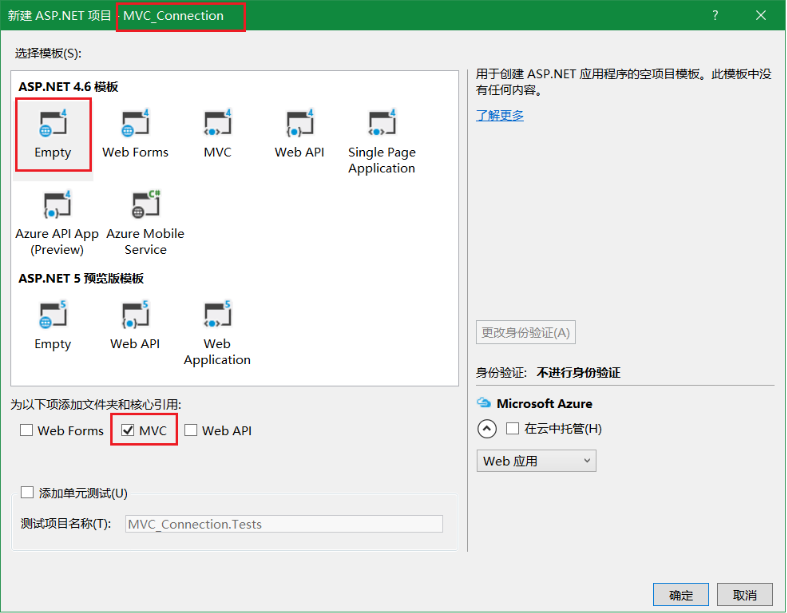 新建 ASP.NET 项目 - MVC_Connection
?
选择模板(S):
ASP.NET 4.6 模板
4 4 4 4 4
Empty Web Forms MVC Web API Single Page
Application
4 C#
Azure API App Azure Mobile
(Preview) Service
ASP.NET 5 预览版模板
5 5 5
Empty Web API Web
Application
用于创建 ASP.NET 应用程序的空项目模板。此模板中没
有任何内容。
了解更多
更改身份验证(A)
身份验证: 不进行身份验证
Microsoft Azure
在云中托管(H)
Web 应用
为以下项添加文件夹和核心引用:
Web Forms MVC Web API
添加单元测试(U)
测试项目名称(T): MVC_Connection.Tests
确定 取消